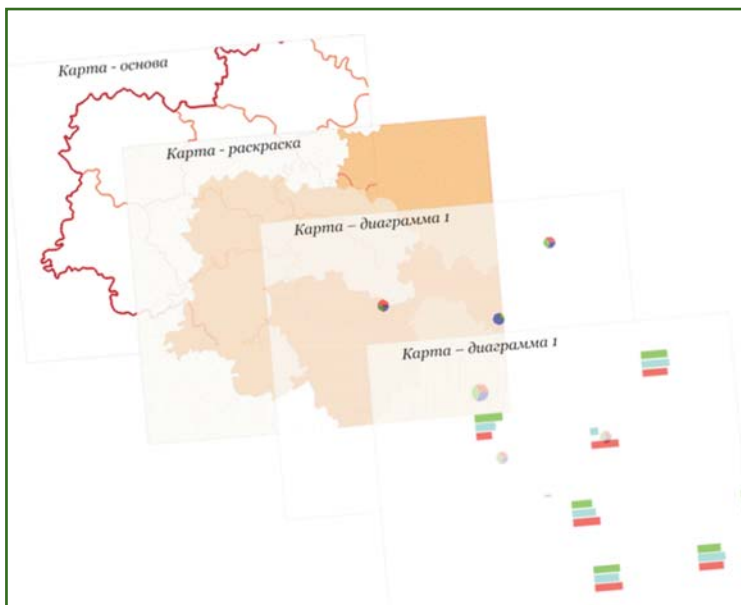 Карта - основа
Карта - раскраска
Карта – диаграмма 1
Карта – диаграмма 1